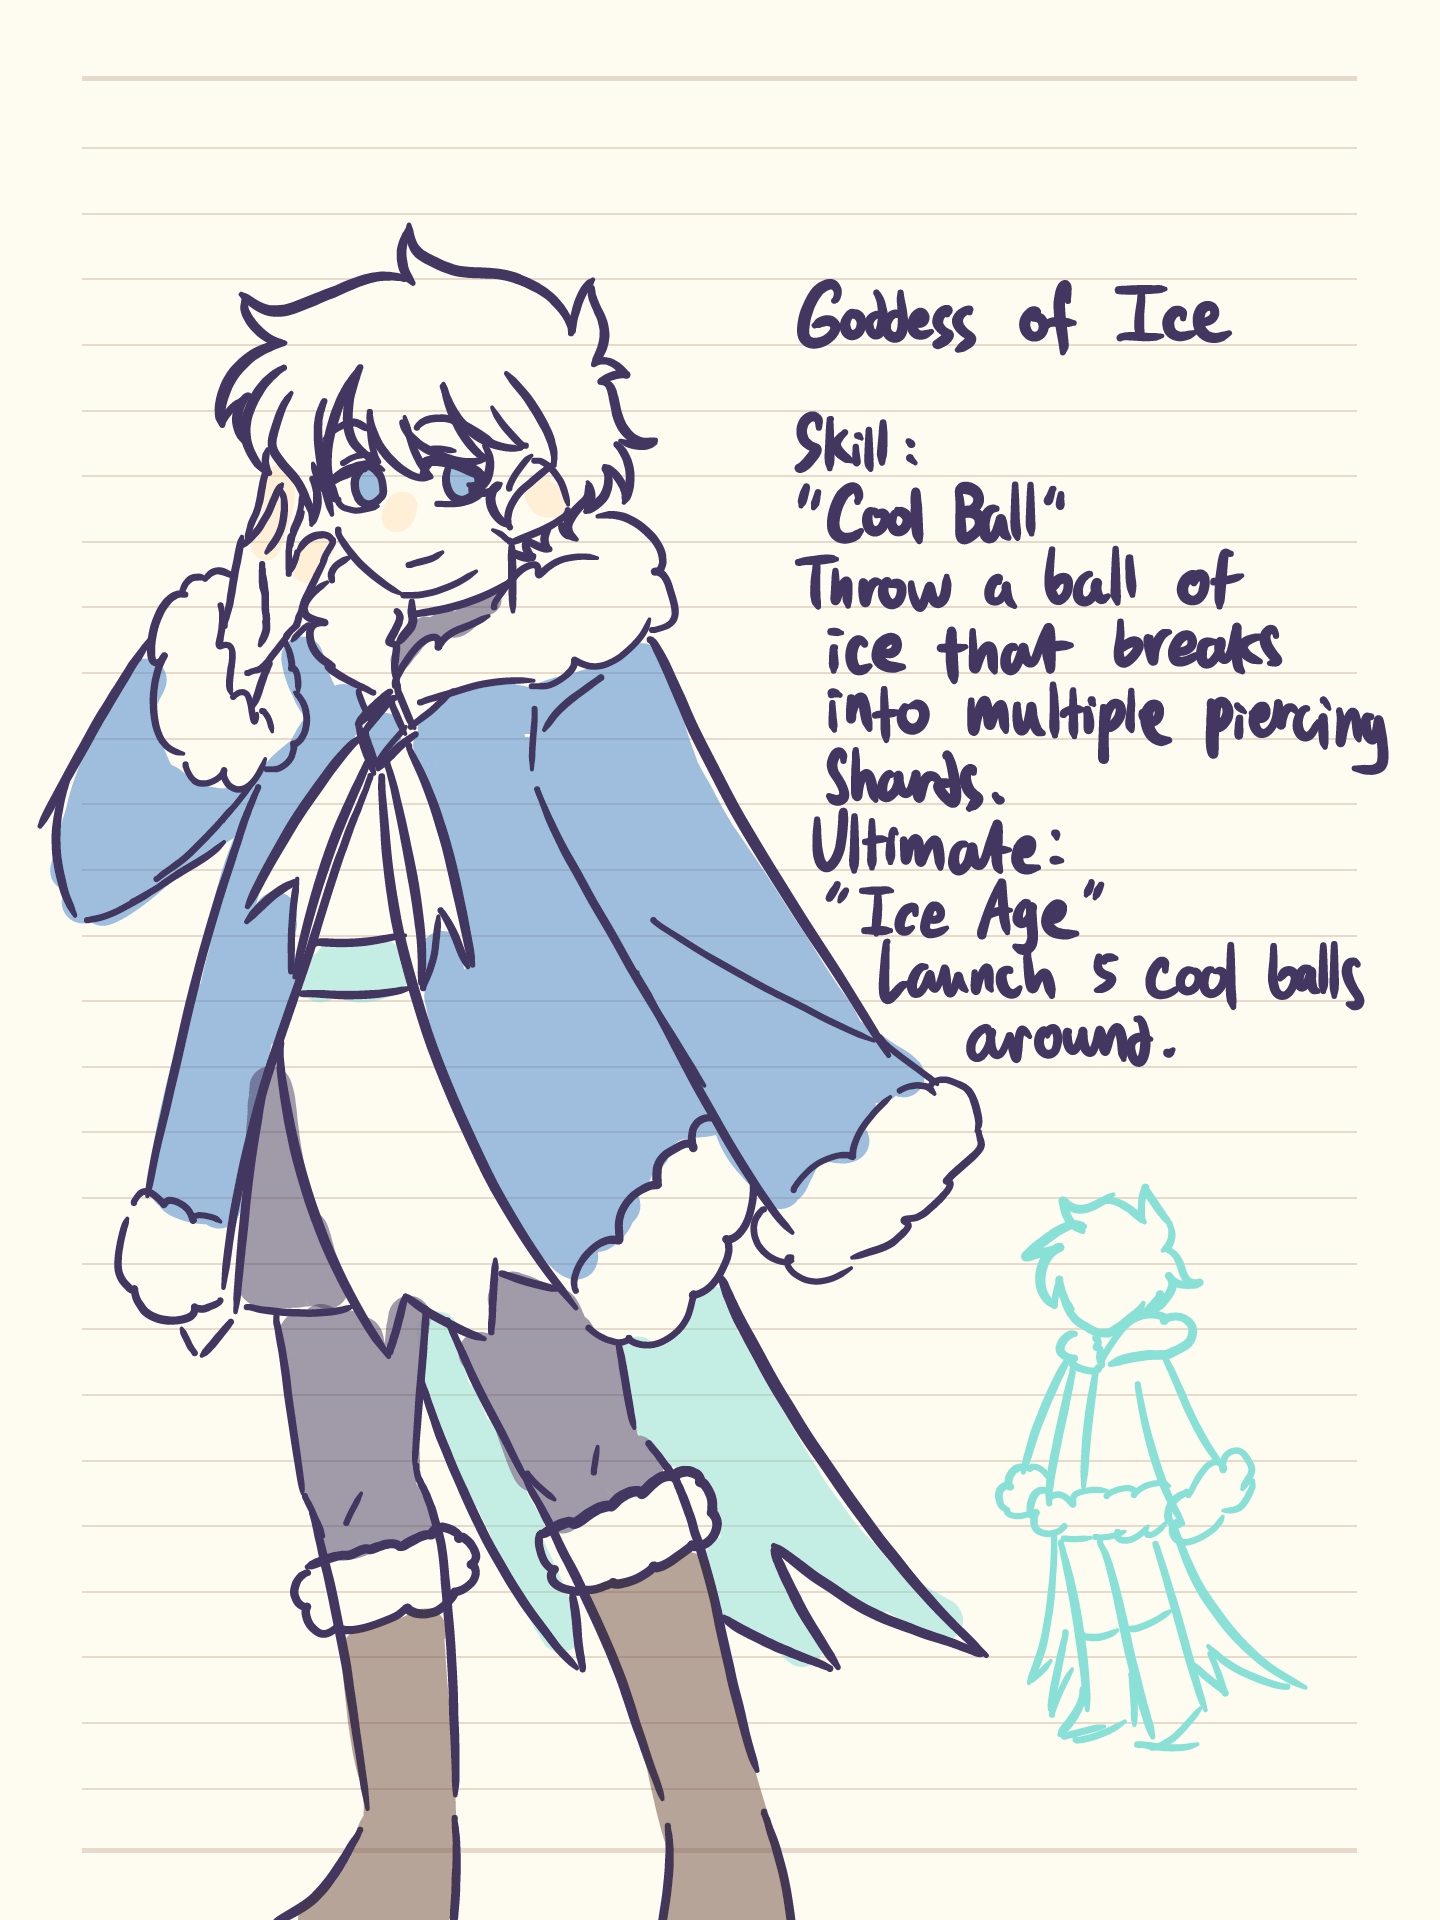 Goddess of Ice
Skill:
"Cool Ball"
Throw a ball of
ice that breaks
into multiple piercing
Shards.
Ultimate:
"Ice Age"
Launch 5 cool balls
around.